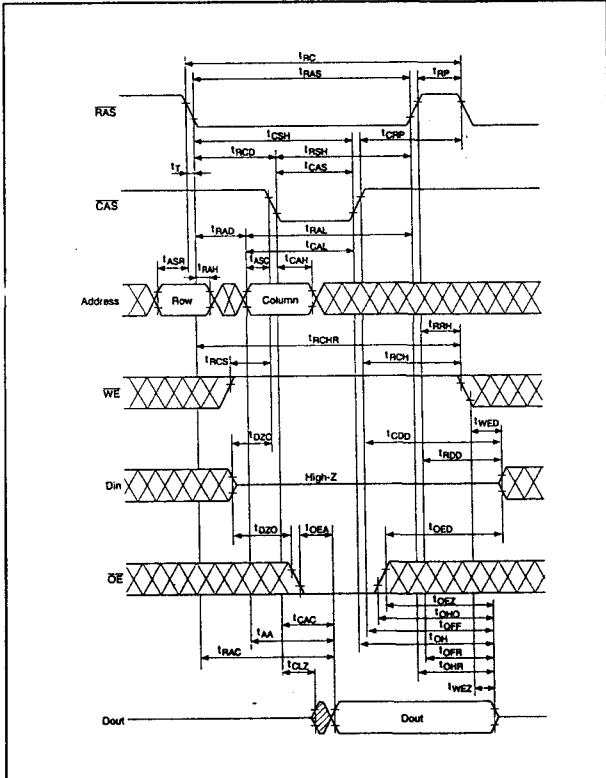 tRC
tRAS tRP
RAS
tCSH tCRP
tRCD tRSH
tT tCAS
CAS
tRAD tRAL
tCAL
tASR tASC tCAH
tRAH
Address Row Column
tRRH
tRCHR
tRCS tRCH
WE
tWED
tDZC tCDD
tRDD
High-Z
Din
tDZO tOEA tOED
OE
tOEZ
tCAC tOHO
tAA tOFF
tOH
tRAC tOFR
tCLZ tOHR
tWEZ
Dout Dout